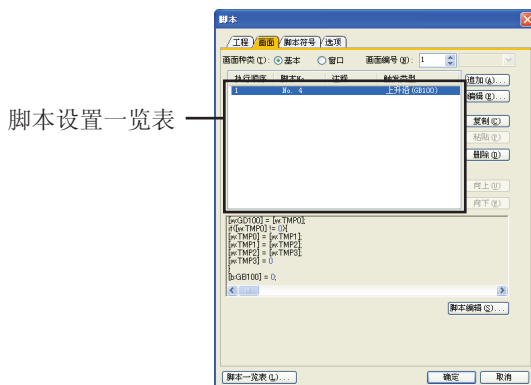 脚本
工程 画面 脚本符号 选项
画面种类(T): 基本 窗口 画面编号(N): 1
执行顺序 脚本No. 注释 触发类型
1 No. 4 上升沿(GB100)
追加(A)...
编辑(E)...
复制(C)
粘贴(P)
删除(D)
向上(U)
向下(W)
脚本设置一览表
[w:GD100] = [w:TMP0];
if([w:TMP0] != 0){
[w:TMP0] = [w:TMP1];
[w:TMP1] = [w:TMP2];
[w:TMP2] = [w:TMP3];
[w:TMP3] = 0
}
[b:GB100] = 0;
脚本编辑(S)...
脚本一览表(L)...
确定 取消